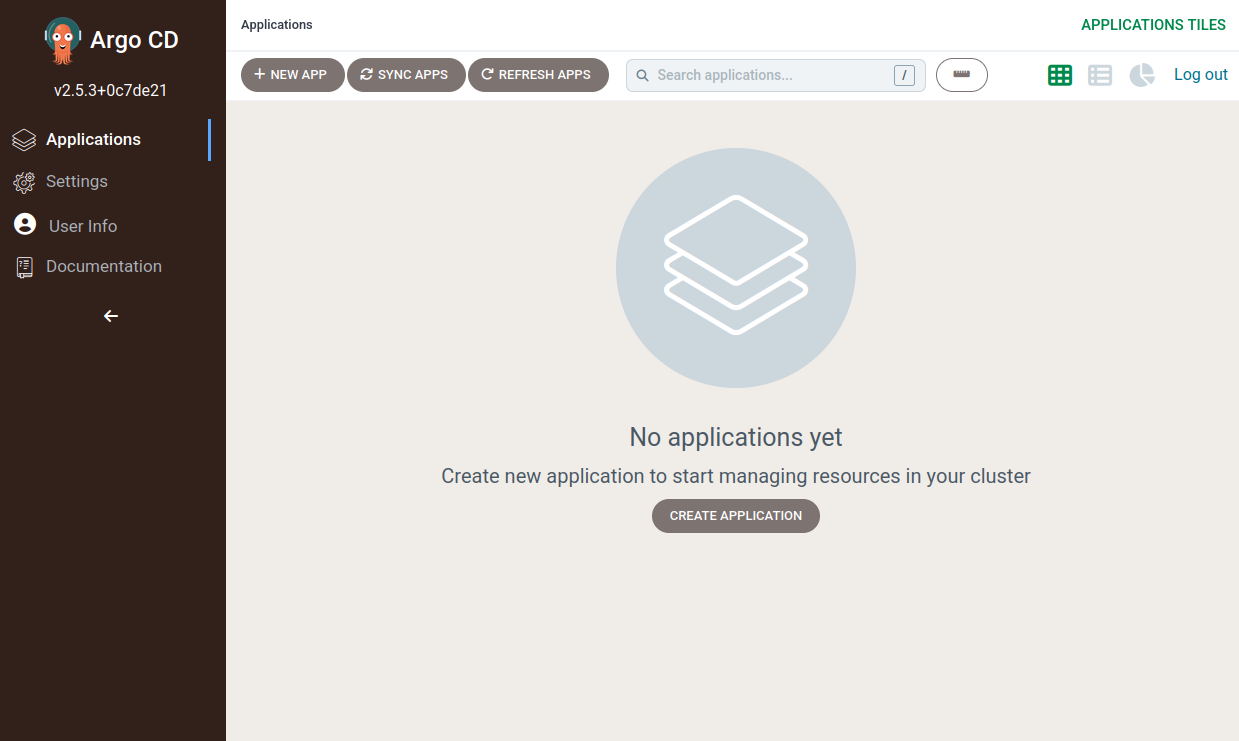 Argo CD
v2.5.3+0c7de21
Applications
Settings
User Info
Documentation
Applications
APPLICATIONS TILES
NEW APP
SYNC APPS
REFRESH APPS
Search applications...
/
Log out
No applications yet
Create new application to start managing resources in your cluster
CREATE APPLICATION